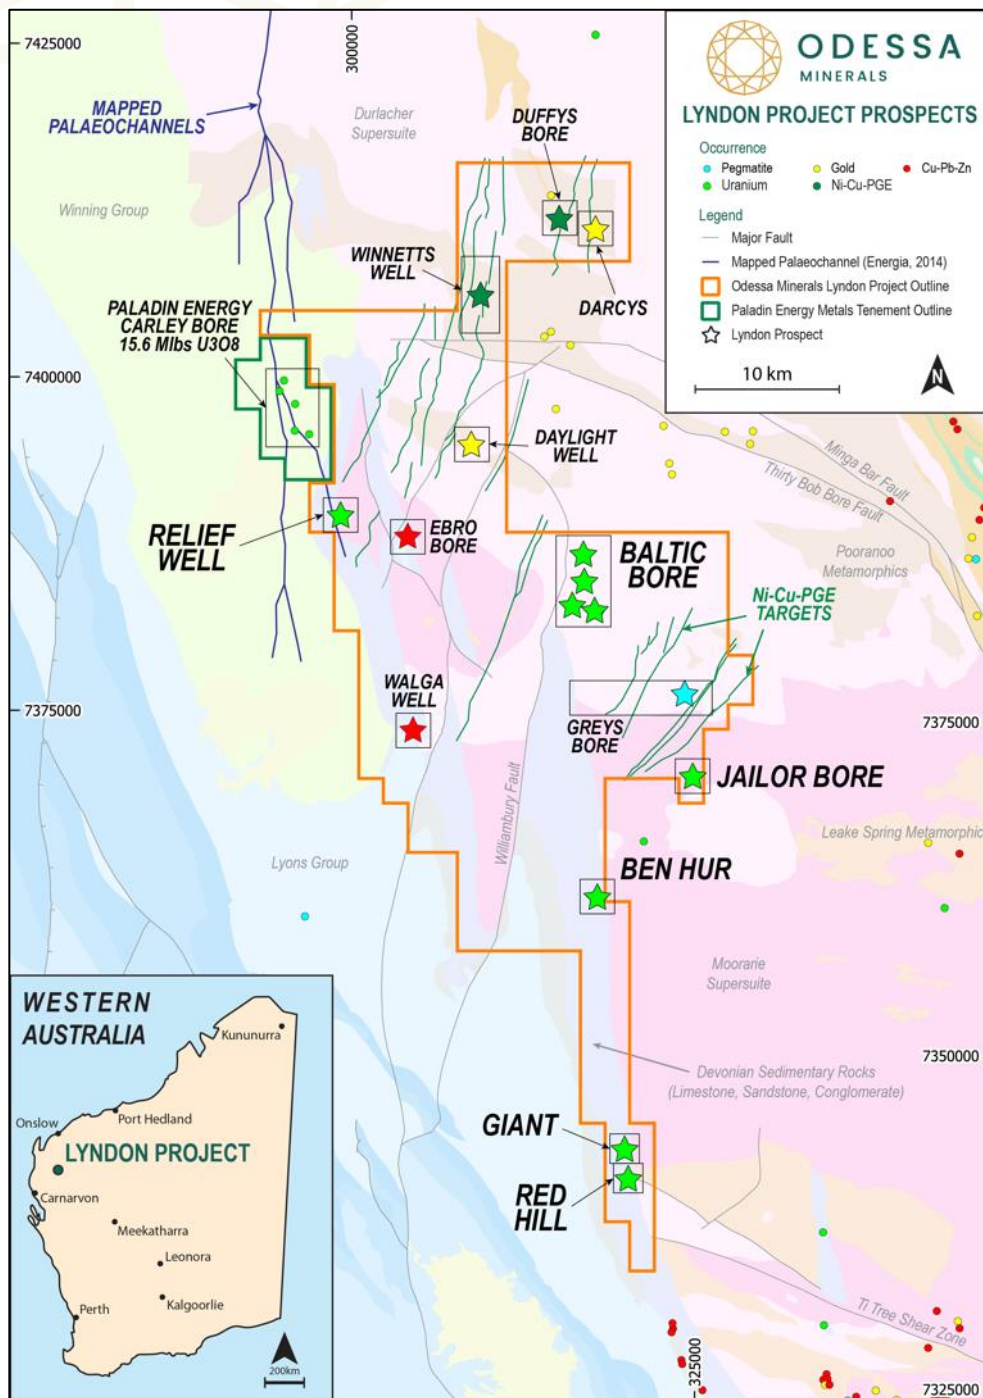 7425000
300000
ODESSA
MINERALS
LYNDON PROJECT PROSPECTS
Occurrence
Pegmatite
Gold
Cu-Pb-Zn
Uranium
Ni-Cu-PGE
Legend
Major Fault
Mapped Palaeochannel (Energia, 2014)
Odessa Minerals Lyndon Project Outline
Paladin Energy Metals Tenement Outline
Lyndon Prospect
10 km
N
MAPPED
PALAEOCHANNELS
Durlacher
Supersuite
DUFFYS
BORE
Winning Group
WINNETTS
WELL
DARCYS
PALADIN ENERGY
CARLEY BORE
15.6 Mlbs U3O8
7400000
DAYLIGHT
WELL
Minga Bar Fault
Thirty Bob Bore Fault
RELIEF
WELL
EBRO
BORE
BALTIC
BORE
Pooranoo
Metamorphics
Ni-Cu-PGE
TARGETS
WALGA
WELL
7375000
GREYS
BORE
7375000
JAILOR BORE
Williambury Fault
Leake Spring Metamorphic
Lyons Group
BEN HUR
Moorarie
Supersuite
7350000
Devonian Sedimentary Rocks
(Limestone, Sandstone, Conglomerate)
GIANT
RED
HILL
Ti Tree Shear Zone
325000
7325000
WESTERN
AUSTRALIA
Kununurra
Port Hedland
Onslow
LYNDON PROJECT
Carnarvon
Meekatharra
Leonora
Kalgoorlie
Perth
N
200km